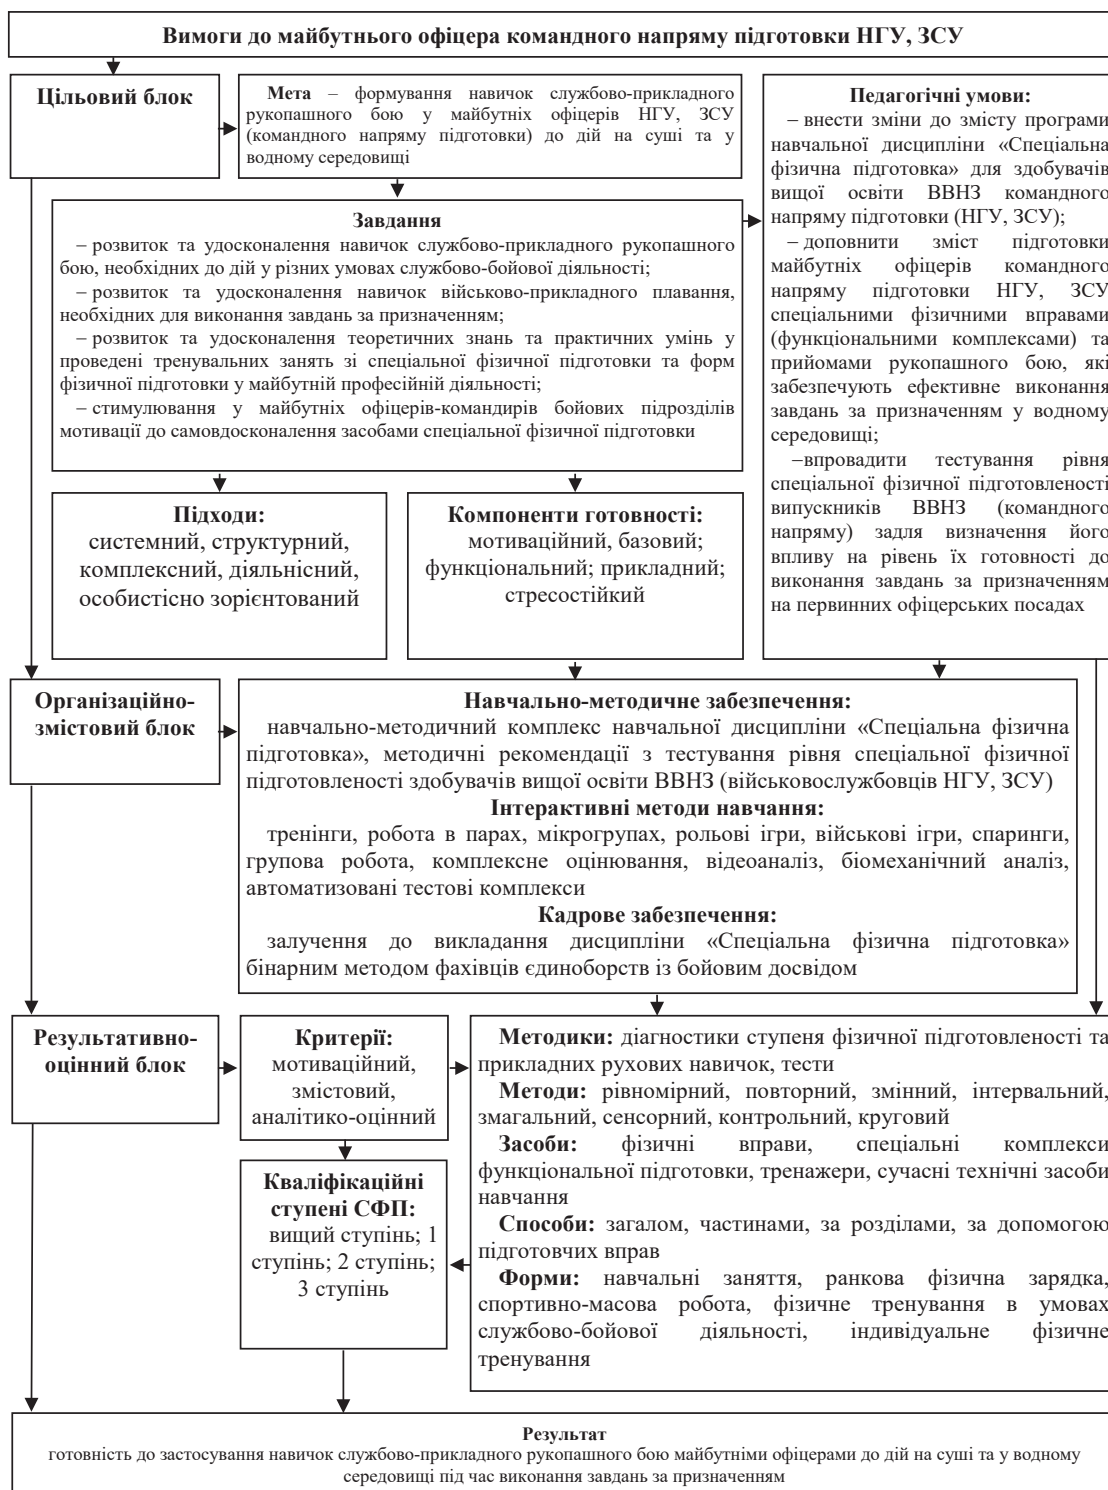 Вимоги до майбутнього офіцера командного напряму підготовки НГУ, ЗСУ
Цільовий блок
Мета – формування навичок службово-прикладного
рукопашного бою у майбутніх офіцерів НГУ, ЗСУ
(командного напряму підготовки) до дій на суші та у
водному середовищі
Педагогічні умови:
– внести зміни до змісту програми
навчальної дисципліни «Спеціальна
фізична підготовка» для здобувачів
вищої освіти ВВНЗ командного
напряму підготовки (НГУ, ЗСУ);
– доповнити зміст підготовки
майбутніх офіцерів командного
напряму підготовки НГУ, ЗСУ
спеціальними фізичними вправами
(функціональними комплексами) та
прийомами рукопашного бою, які
забезпечують ефективне виконання
завдань за призначенням у водному
середовищі;
–впровадити тестування рівня
спеціальної фізичної підготовленості
випускників ВВНЗ (командного
напряму) задля визначення його
впливу на рівень їх готовності до
виконання завдань за призначенням
на первинних офіцерських посадах
Завдання
– розвиток та удосконалення навичок службово-прикладного рукопашного
бою, необхідних до дій у різних умовах службово-бойової діяльності;
– розвиток та удосконалення навичок військово-прикладного плавання,
необхідних для виконання завдань за призначенням;
– розвиток та удосконалення теоретичних знань та практичних умінь у
проведені тренувальних занять зі спеціальної фізичної підготовки та форм
фізичної підготовки у майбутній професійній діяльності;
– стимулювання у майбутніх офіцерів-командирів бойових підрозділів
мотивації до самовдосконалення засобами спеціальної фізичної підготовки
Підходи:
системний, структурний,
комплексний, діяльнісний,
особистісно зорієнтований
Компоненти готовності:
мотиваційний, базовий;
функціональний; прикладний;
стресостійкий
Організаційно-
змістовий блок
Навчально-методичне забезпечення:
навчально-методичний комплекс навчальної дисципліни «Спеціальна фізична
підготовка», методичні рекомендації з тестування рівня спеціальної фізичної
підготовленості здобувачів вищої освіти ВВНЗ (військовослужбовців НГУ, ЗСУ)
Інтерактивні методи навчання:
тренінги, робота в парах, мікрогрупах, рольові ігри, військові ігри, спаринги,
групова робота, комплексне оцінювання, відеоаналіз, біомеханічний аналіз,
автоматизовані тестові комплекси
Кадрове забезпечення:
залучення до викладання дисципліни «Спеціальна фізична підготовка»
бінарним методом фахівців єдиноборств із бойовим досвідом
Результативно-
оцінний блок
Критерії:
мотиваційний,
змістовий,
аналітико-оцінний
Кваліфікаційні
ступені СФП:
вищий ступінь; 1
ступінь; 2 ступінь;
3 ступінь
Методики: діагностики ступеня фізичної підготовленості та
прикладних рухових навичок, тести
Методи: рівномірний, повторний, змінний, інтервальний,
змагальний, сенсорний, контрольний, круговий
Засоби: фізичні вправи, спеціальні комплекси
функціональної підготовки, тренажери, сучасні технічні засоби
навчання
Способи: загалом, частинами, за розділами, за допомогою
підготовчих вправ
Форми: навчальні заняття, ранкова фізична зарядка,
спортивно-масова робота, фізичне тренування в умовах
службово-бойової діяльності, індивідуальне фізичне
тренування
Результат
готовність до застосування навичок службово-прикладного рукопашного бою майбутніми офіцерами до дій на суші та у водному
середовищі під час виконання завдань за призначенням